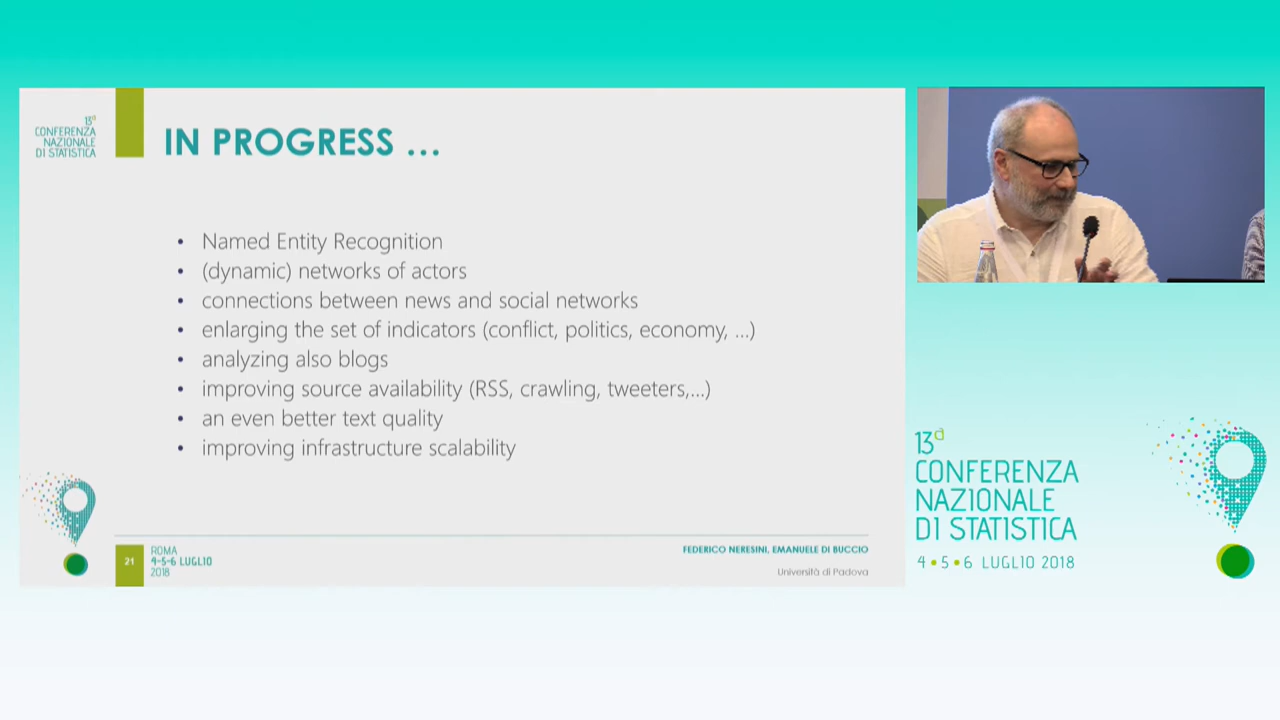 13ª
CONFERENZA
NAZIONALE
DI STATISTICA
IN PROGRESS ...
• Named Entity Recognition
• (dynamic) networks of actors
• connections between news and social networks
• enlarging the set of indicators (conflict, politics, economy, ...)
• analyzing also blogs
• improving source availability (RSS, crawling, tweeters,...)
• an even better text quality
• improving infrastructure scalability
21
ROMA
4-5-6 LUGLIO
2018
FEDERICO NERESINI, EMANUELE DI BUCCIO
Università di Padova
13ª
CONFERENZA
NAZIONALE
DI STATISTICA
4•5•6 LUGLIO 2018